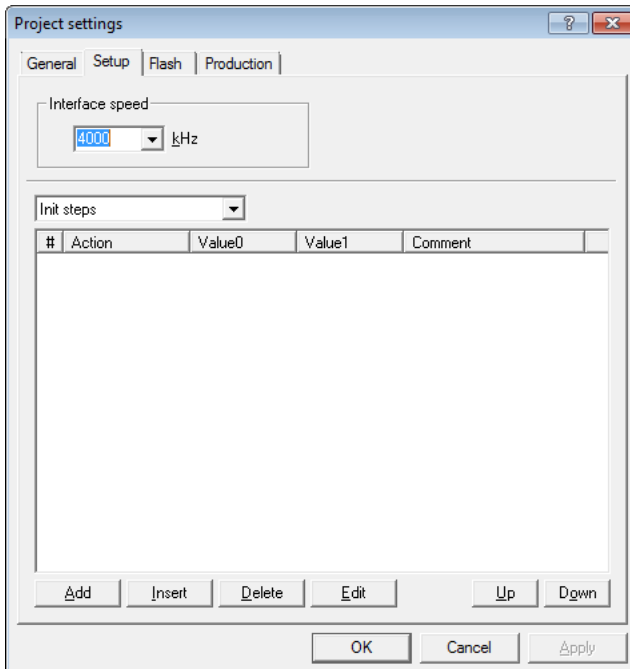 Project settings
General Setup Flash Production
Interface speed
4000 kHz
Init steps
# Action Value0 Value1 Comment
Add Insert Delete Edit Up Down
OK Cancel Apply